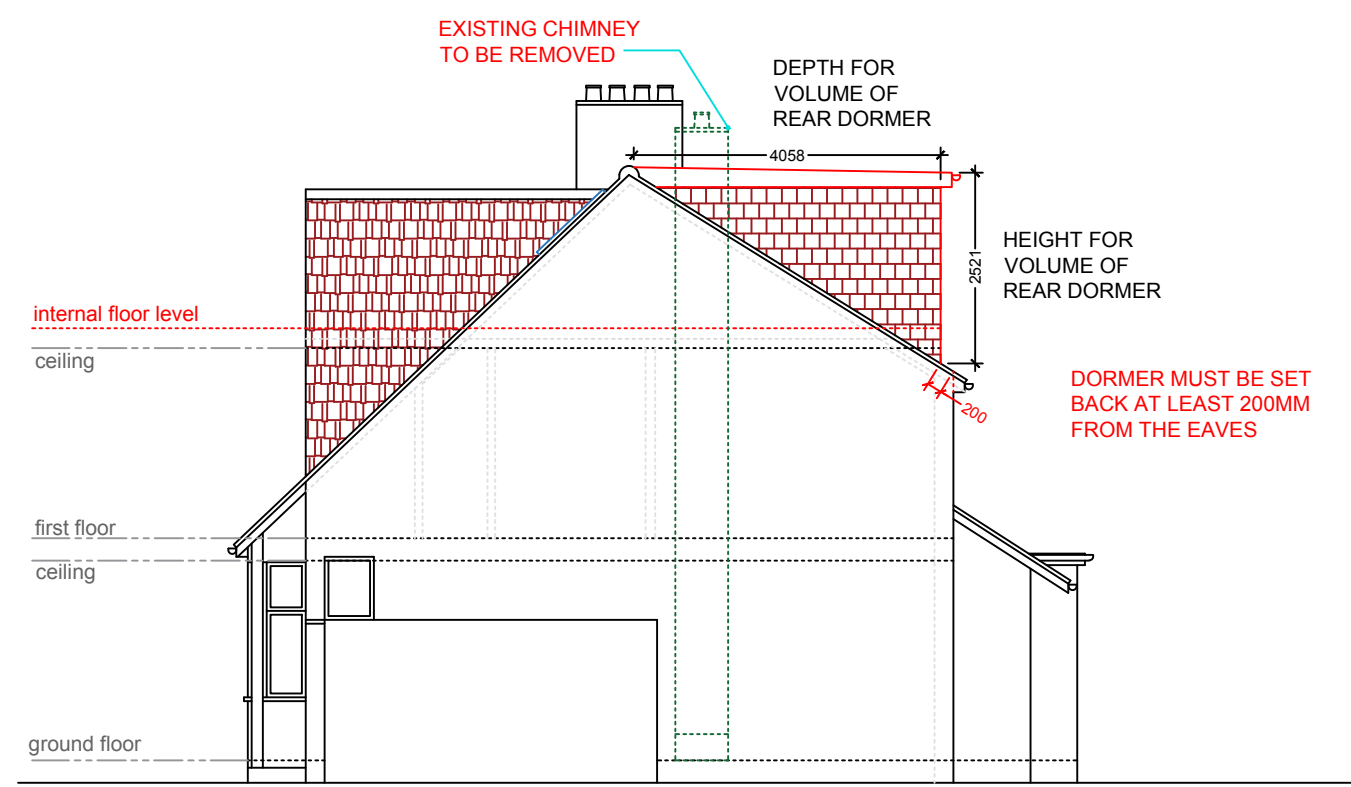 EXISTING CHIMNEY
TO BE REMOVED
DEPTH FOR
VOLUME OF
REAR DORMER
4058
HEIGHT FOR
VOLUME OF
REAR DORMER
2521
internal floor level
ceiling
DORMER MUST BE SET
BACK AT LEAST 200MM
FROM THE EAVES
200
first floor
ceiling
ground floor